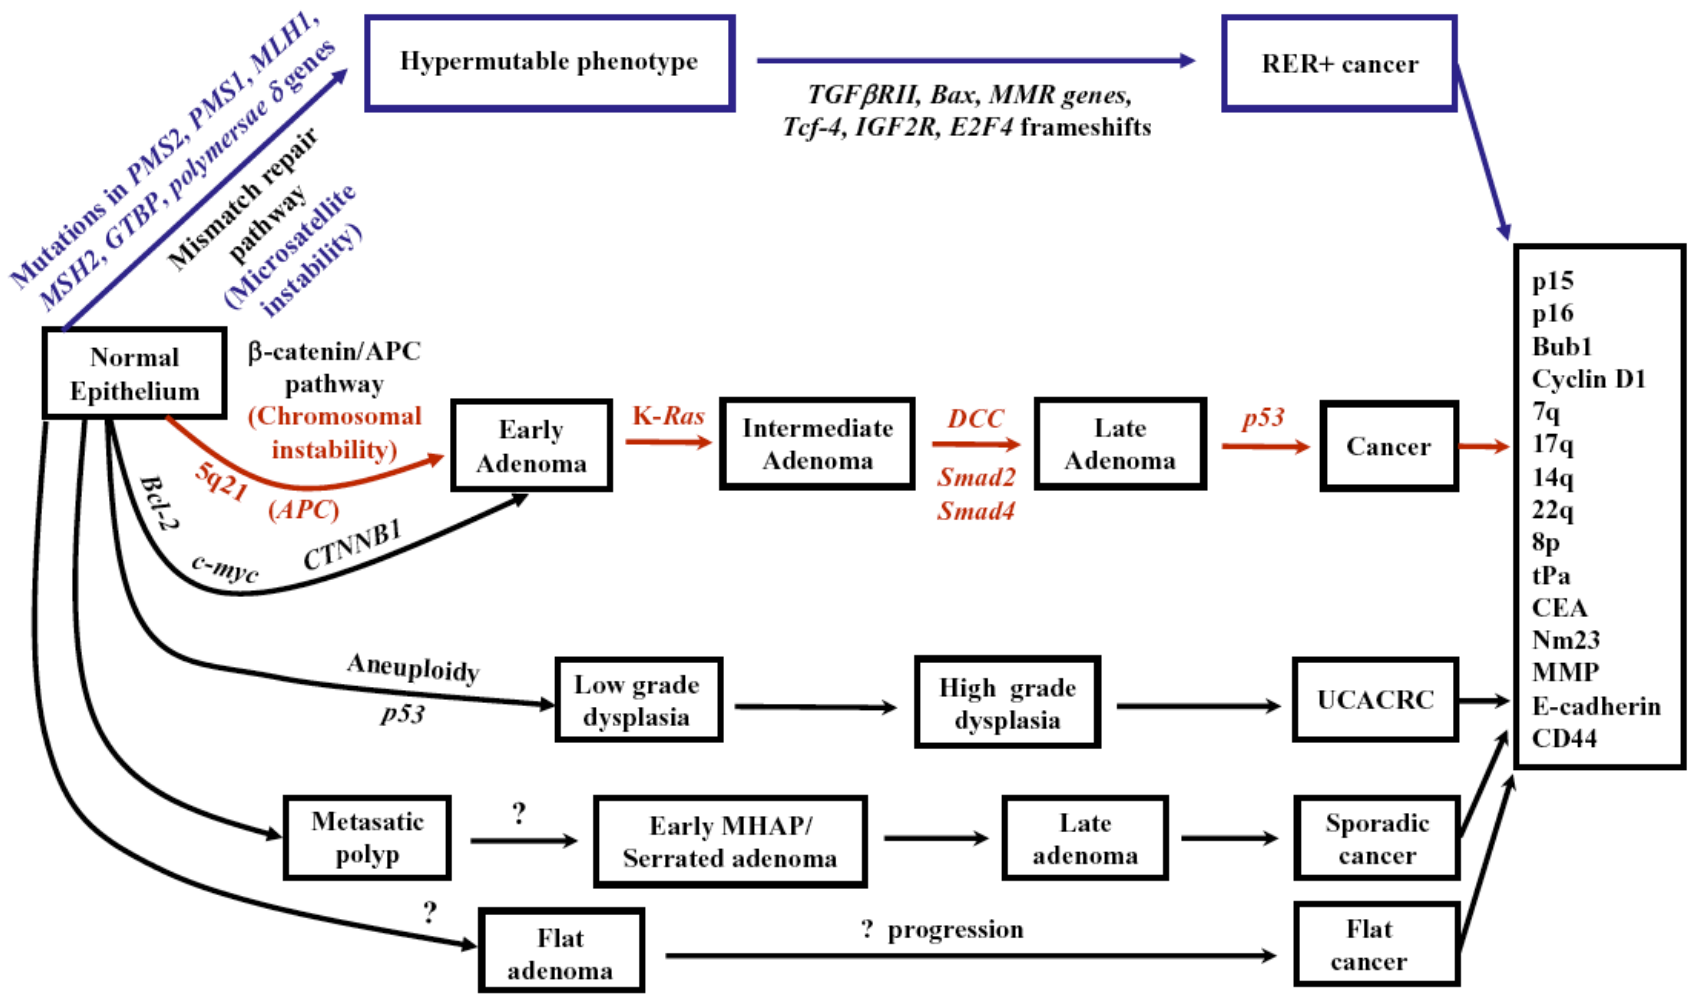 Mutations in PMS2, PMS1, MLH1,
MSH2, GTBP, polymersae δ genes
Mismatch repair
pathway
(Microsatellite
instability)
Hypermutable phenotype
TGFβRII, Bax, MMR genes,
Tcf-4, IGF2R, E2F4 frameshifts
RER+ cancer
Normal
Epithelium
β-catenin/APC
pathway
(Chromosomal
instability)
5q21
(APC)
Bcl-2
c-myc
CTNNB1
Early
Adenoma
K-Ras
Intermediate
Adenoma
DCC
Smad2
Smad4
Late
Adenoma
p53
Cancer
Aneuploidy
p53
Low grade
dysplasia
High grade
dysplasia
UCACRC
Metasatic
polyp
?
Early MHAP/
Serrated adenoma
Late
adenoma
Sporadic
cancer
?
Flat
adenoma
? progression
Flat
cancer
p15
p16
Bub1
Cyclin D1
7q
17q
14q
22q
8p
tPa
CEA
Nm23
MMP
E-cadherin
CD44